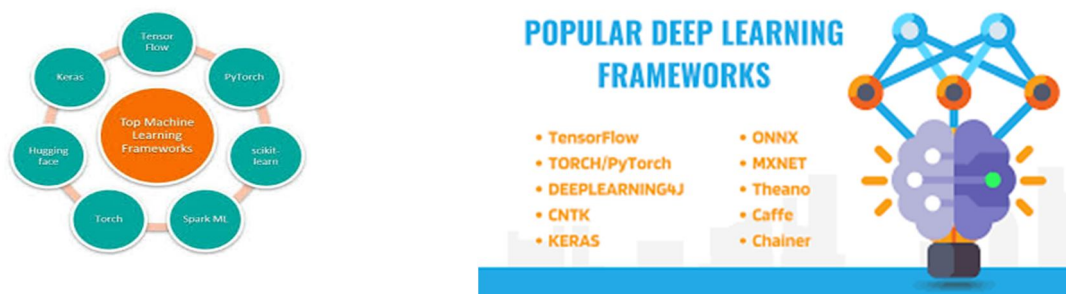 Tensor
Flow
Keras
PyTorch
Top Machine
Learning
Frameworks
Hugging
face
scikit-
learn
Torch
Spark ML
POPULAR DEEP LEARNING
FRAMEWORKS
• TensorFlow
• TORCH/PyTorch
• DEEPLEARNING4J
• CNTK
• KERAS
• ONNX
• MXNET
• Theano
• Caffe
• Chainer